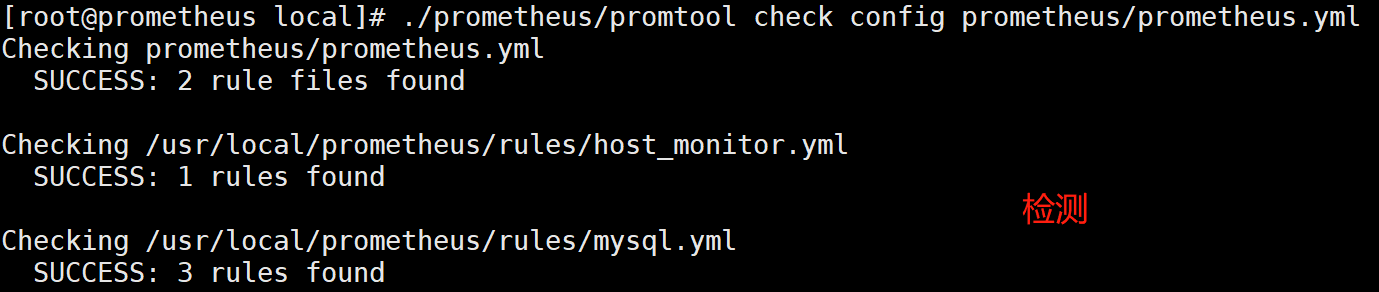 [root@prometheus local]# ./prometheus/promtool check config prometheus/prometheus.yml
Checking prometheus/prometheus.yml
  SUCCESS: 2 rule files found
Checking /usr/local/prometheus/rules/host_monitor.yml
  SUCCESS: 1 rules found
检测
Checking /usr/local/prometheus/rules/mysql.yml
  SUCCESS: 3 rules found